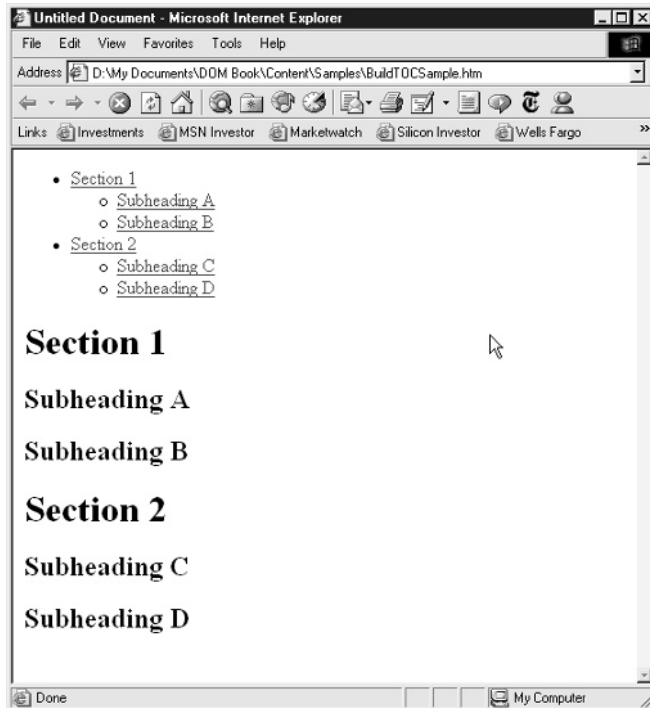 Untitled Document - Microsoft Internet Explorer
File Edit View Favorites Tools Help
Address D:\My Documents\DOM Book\Content\Samples\BuildTOCSample.htm
Links Investments MSN Investor Marketwatch Silicon Investor Wells Fargo »
Section 1
Subheading A
Subheading B
Section 2
Subheading C
Subheading D
Section 1
Subheading A
Subheading B
Section 2
Subheading C
Subheading D
Done My Computer